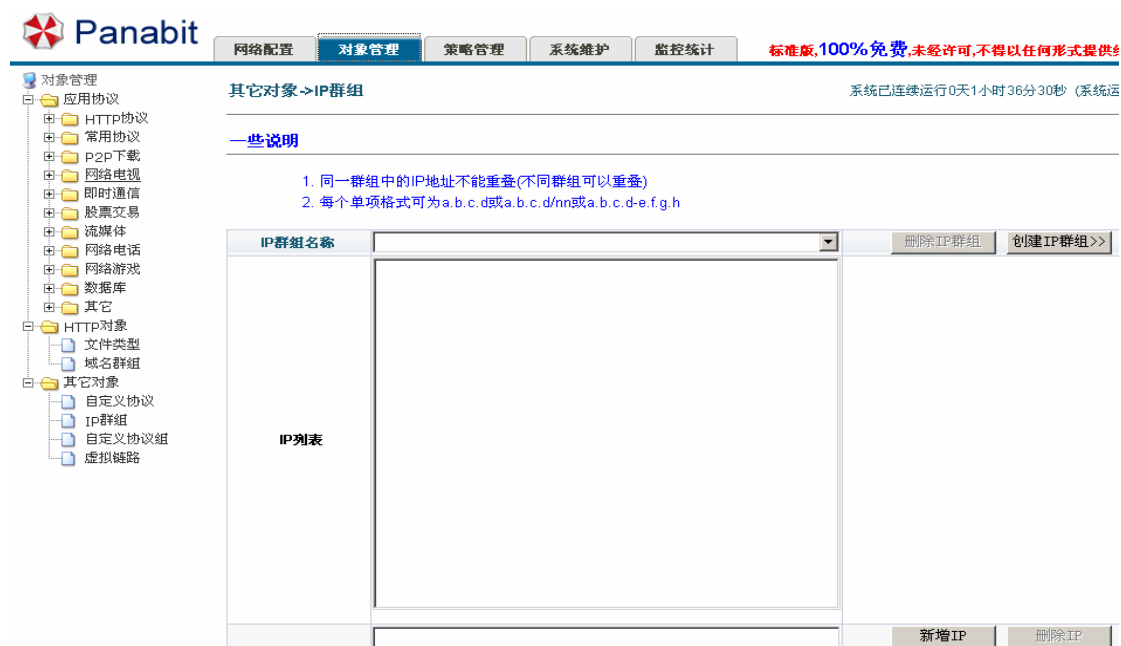 Panabit
网络配置 对象管理 策略管理 系统维护 监控统计
标准版,100%免费,未经许可,不得以任何形式提供
对象管理
应用协议
HTTP协议
常用协议
P2P下载
网络电视
即时通信
股票交易
流媒体
网络电话
网络游戏
数据库
其它
HTTP对象
文件类型
域名群组
其它对象
自定义协议
IP群组
自定义协议组
虚拟链路
其它对象->IP群组
系统已连续运行0天1小时36分30秒 (系统运
一些说明
1. 同一群组中的IP地址不能重叠(不同群组可以重叠)
2. 每个单项格式可为a.b.c.d或a.b.c.d/nn或a.b.c.d-e.f.g.h
IP群组名称
删除IP群组 创建IP群组>>
IP列表
新增IP 删除IP